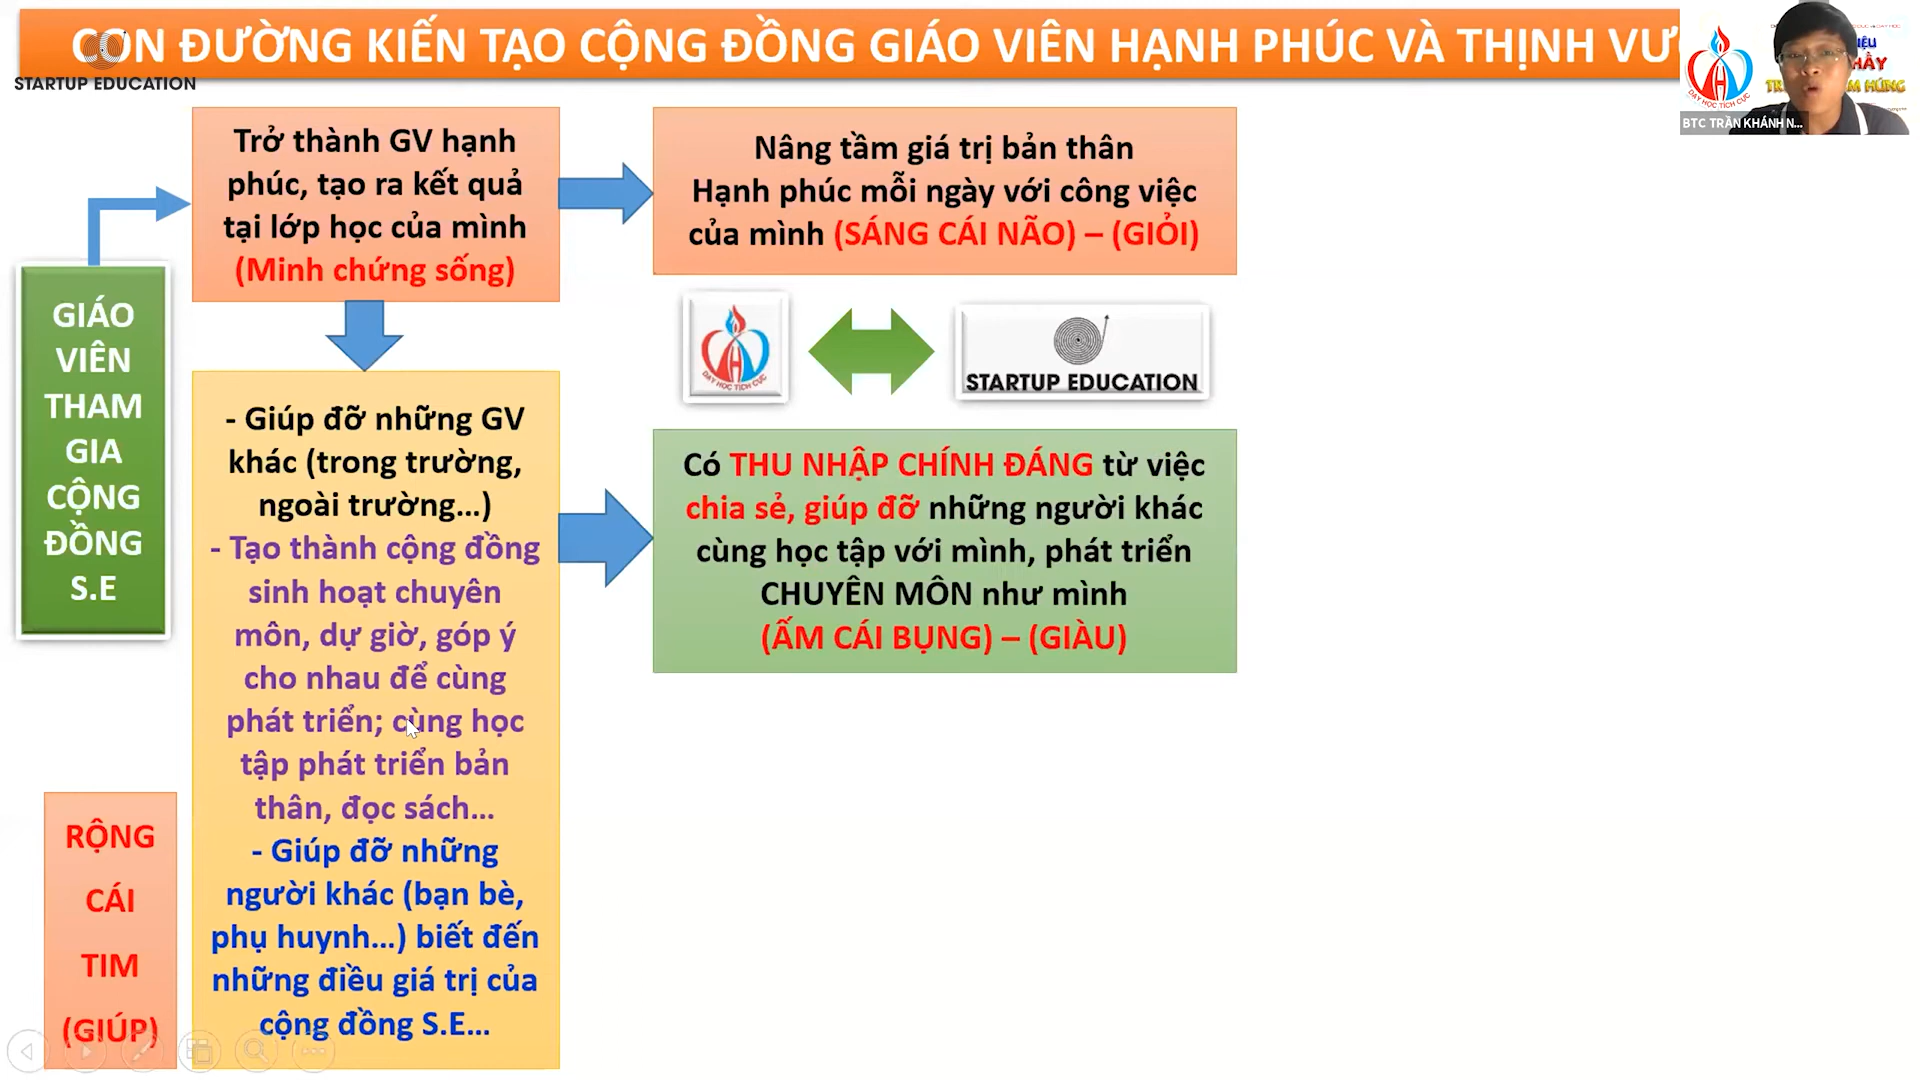 CON ĐƯỜNG KIẾN TẠO CỘNG ĐỒNG GIÁO VIÊN HẠNH PHÚC VÀ THỊNH
STARTUP EDUCATION
BTC TRẦN KHÁNH N...
Trở thành GV hạnh
phúc, tạo ra kết quả
tại lớp học của mình
(Minh chứng sống)
Nâng tầm giá trị bản thân
Hạnh phúc mỗi ngày với công việc
của mình (SÁNG CÁI NÃO) – (GIỎI)
GIÁO
VIÊN
THAM
GIA
CỘNG
ĐỒNG
S.E
DẠY HỌC TÍCH CỰC
STARTUP EDUCATION
- Giúp đỡ những GV
khác (trong trường,
ngoài trường...)
- Tạo thành cộng đồng
sinh hoạt chuyên
môn, dự giờ, góp ý
cho nhau để cùng
phát triển; cùng học
tập phát triển bản
thân, đọc sách...
- Giúp đỡ những
người khác (bạn bè,
phụ huynh...) biết đến
những điều giá trị của
cộng đồng S.E...
Có THU NHẬP CHÍNH ĐÁNG từ việc
chia sẻ, giúp đỡ những người khác
cùng học tập với mình, phát triển
CHUYÊN MÔN như mình
(ẤM CÁI BỤNG) – (GIÀU)
RỘNG
CÁI
TIM
(GIÚP)